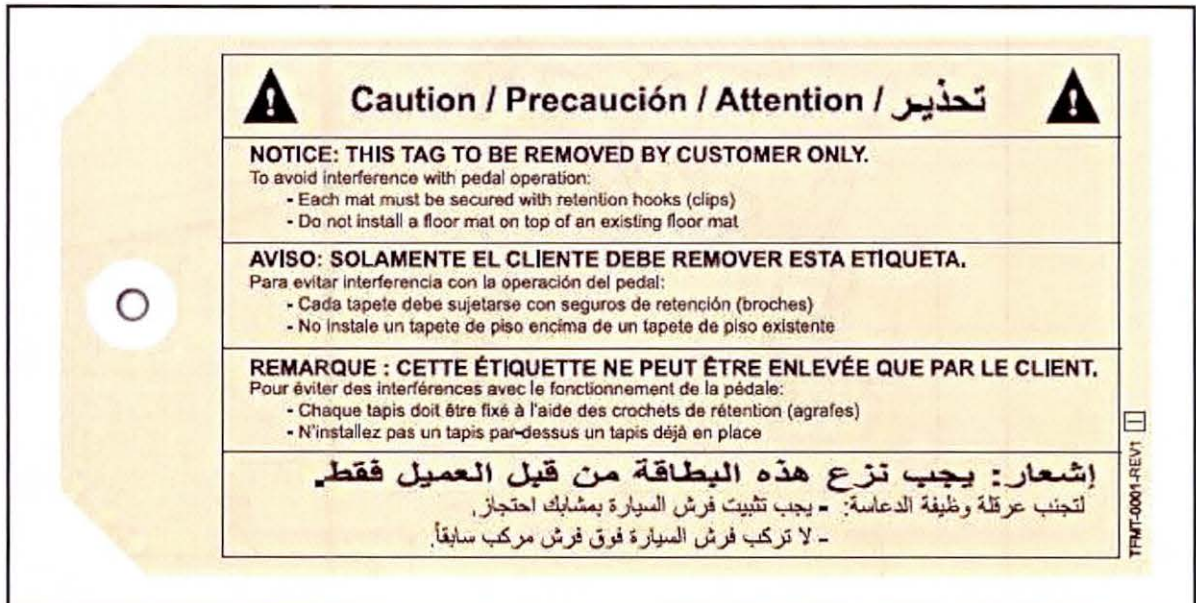 Caution / Precaución / Attention / تحذير
NOTICE: THIS TAG TO BE REMOVED BY CUSTOMER ONLY.
To avoid interference with pedal operation:
- Each mat must be secured with retention hooks (clips)
- Do not install a floor mat on top of an existing floor mat
AVISO: SOLAMENTE EL CLIENTE DEBE REMOVER ESTA ETIQUETA.
Para evitar interferencia con la operación del pedal:
- Cada tapete debe sujetarse con seguros de retención (broches)
- No instale un tapete de piso encima de un tapete de piso existente
REMARQUE : CETTE ÉTIQUETTE NE PEUT ÊTRE ENLEVÉE QUE PAR LE CLIENT.
Pour éviter des interférences avec le fonctionnement de la pédale:
- Chaque tapis doit être fixé à l'aide des crochets de rétention (agrafes)
- N'installez pas un tapis par-dessus un tapis déjà en place
إشعار: يجب نزع هذه البطاقة من قبل العميل فقط.
لتجنب عرقلة وظيفة الدعاسة: - يجب تثبيت فرش السيارة بمشابك احتجاز.
- لا تركب فرش السيارة فوق فرش مركب سابقاً.
TFMT-0001-REV1